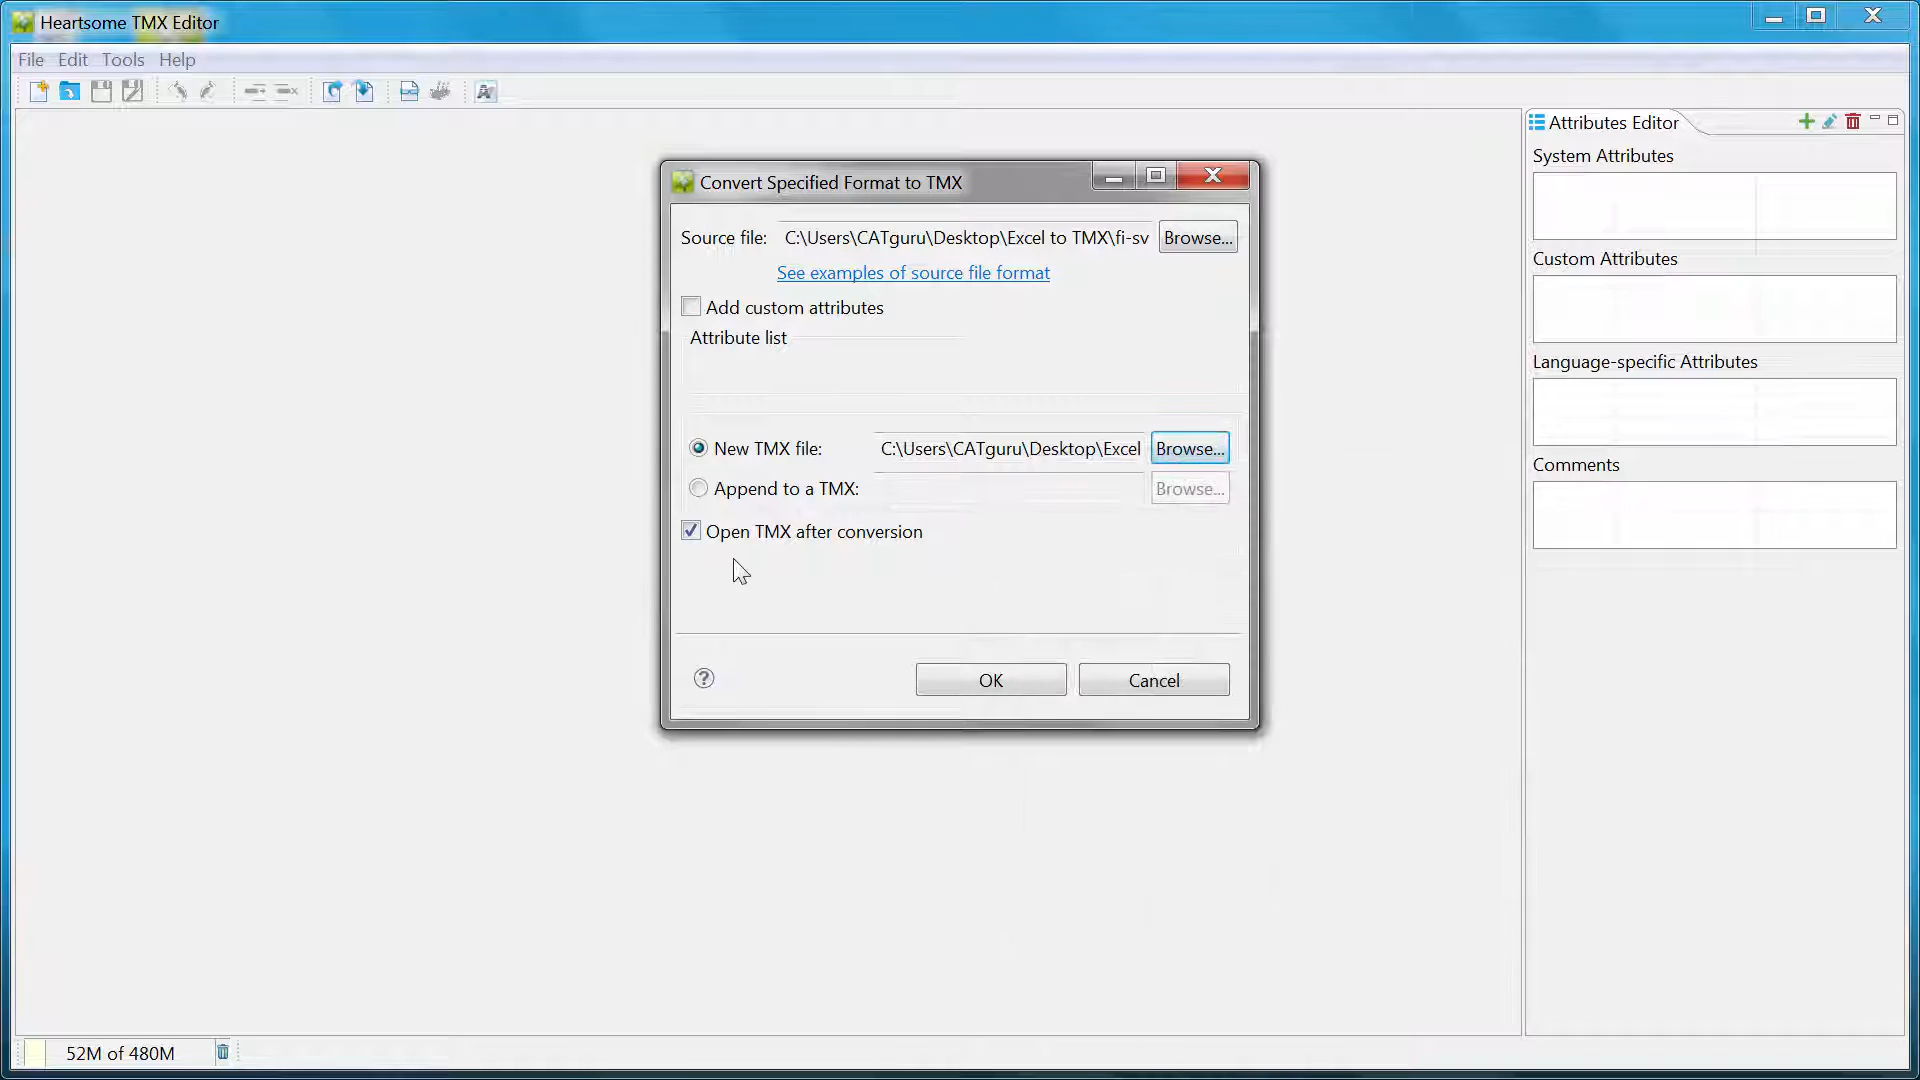 Heartsome TMX Editor
File Edit Tools Help
Attributes Editor
System Attributes
Custom Attributes
Language-specific Attributes
Comments
Convert Specified Format to TMX
Source file: C:\Users\CATguru\Desktop\Excel to TMX\fi-sv Browse...
See examples of source file format
Add custom attributes
Attribute list
New TMX file: C:\Users\CATguru\Desktop\Excel Browse...
Append to a TMX: Browse...
Open TMX after conversion
OK Cancel
52M of 480M